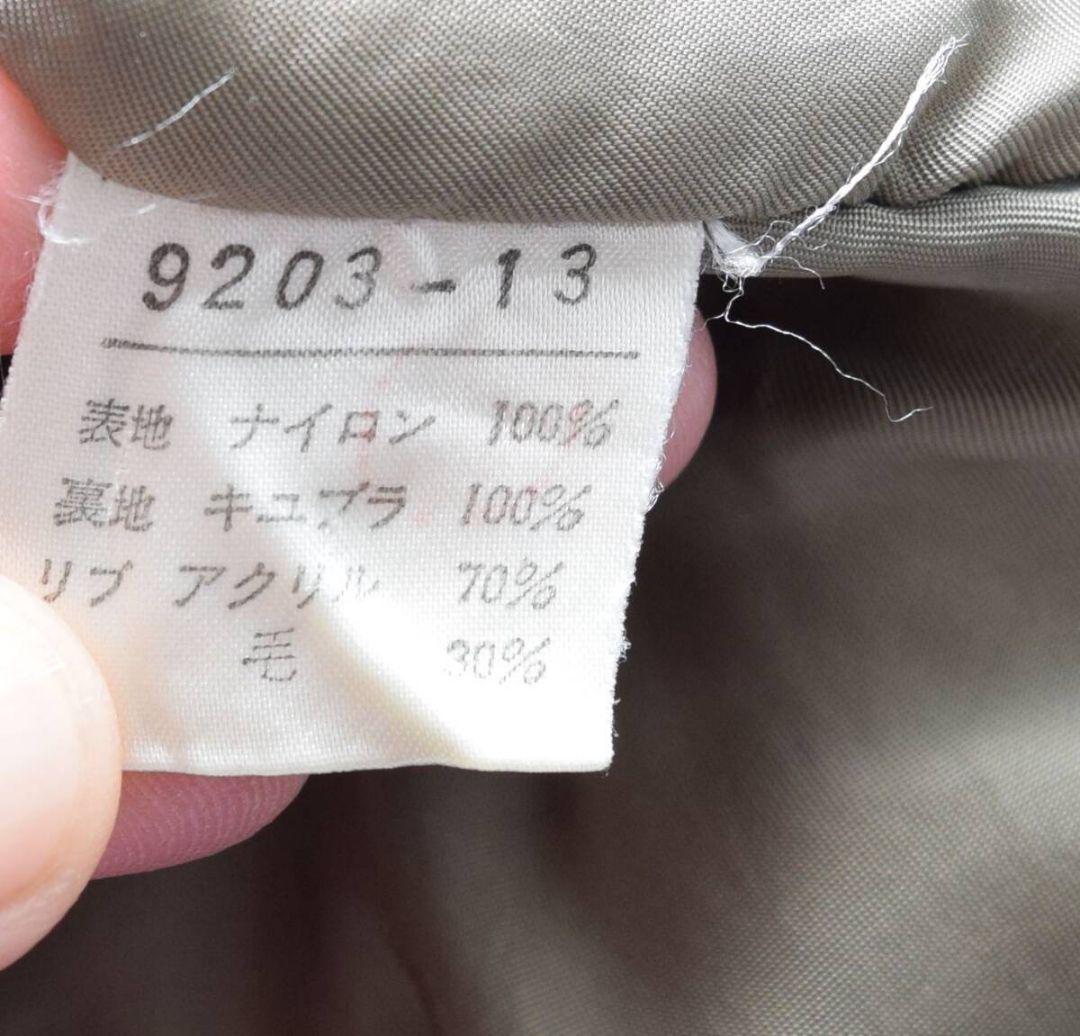 9203-13
表地 ナイロン 100%
裏地 キュプラ 100%
リブ アクリル 70%
毛 30%